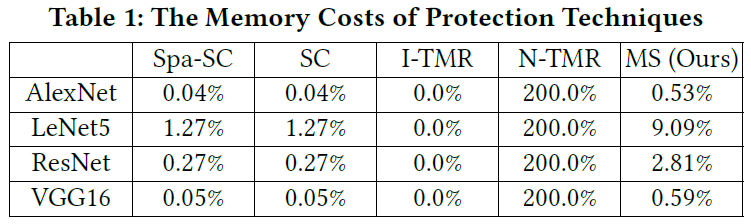 Table 1: The Memory Costs of Protection Techniques
Spa-SC SC I-TMR N-TMR MS (Ours)
AlexNet 0.04% 0.04% 0.0% 200.0% 0.53%
LeNet5 1.27% 1.27% 0.0% 200.0% 9.09%
ResNet 0.27% 0.27% 0.0% 200.0% 2.81%
VGG16 0.05% 0.05% 0.0% 200.0% 0.59%